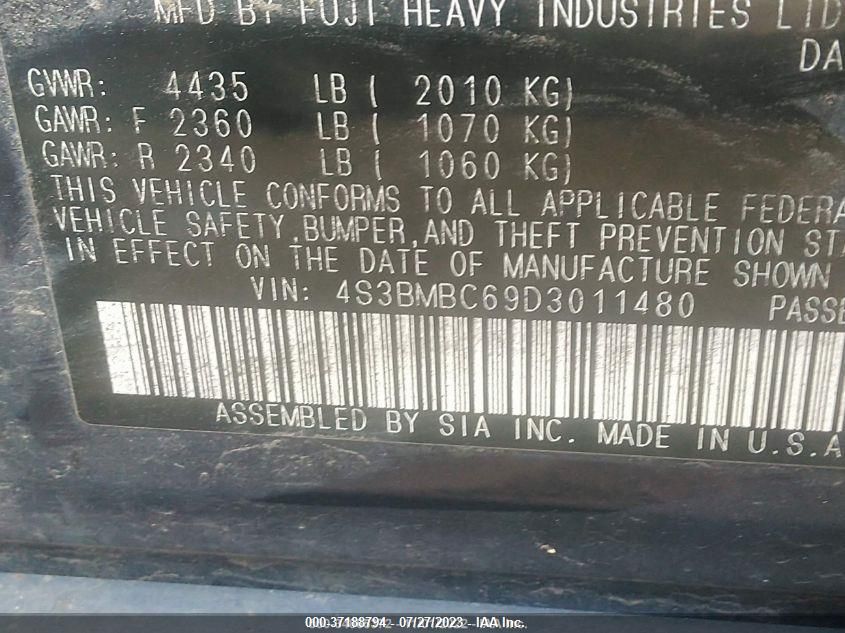 MFD BY FUJI HEAVY INDUSTRIES LTD
DA
GVWR: 4435 LB ( 2010 KG)
GAWR: F 2360 LB ( 1070 KG)
GAWR: R 2340 LB ( 1060 KG)
THIS VEHICLE CONFORMS TO ALL APPLICABLE FEDERA
VEHICLE SAFETY,BUMPER,AND THEFT PREVENTION STA
IN EFFECT ON THE DATE OF MANUFACTURE SHOWN
VIN: 4S3BMBC69D3011480 PASSE
ASSEMBLED BY SIA INC. MADE IN U.S.A
000-37188794 - 07/27/2023 - IAA Inc.